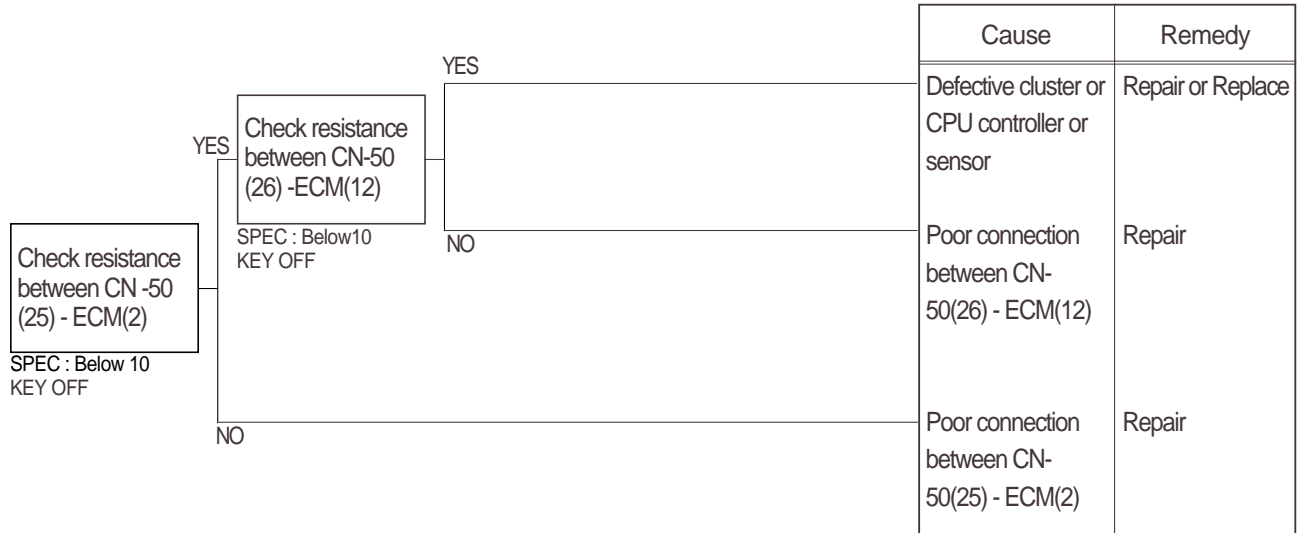 Cause
Remedy
YES
Defective cluster or
CPU controller or
sensor
Repair or Replace
YES
Check resistance
between CN-50
(26) -ECM(12)
SPEC : Below10
KEY OFF
NO
Poor connection
between CN-
50(26) - ECM(12)
Repair
Check resistance
between CN -50
(25) - ECM(2)
SPEC : Below 10
KEY OFF
NO
Poor connection
between CN-
50(25) - ECM(2)
Repair